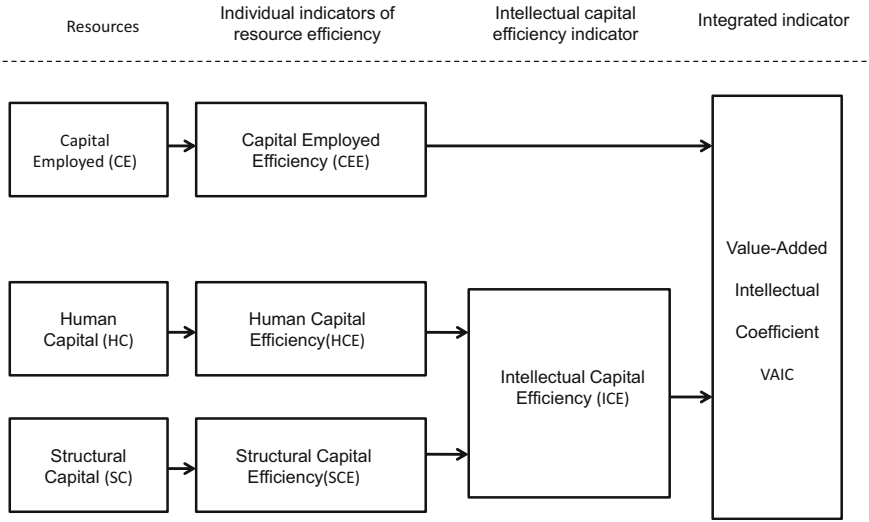 Resources
Individual indicators of
resource efficiency
Intellectual capital
efficiency indicator
Integrated indicator
Capital
Employed (CE)
Capital Employed
Efficiency (CEE)
Human
Capital (HC)
Human Capital
Efficiency(HCE)
Structural
Capital (SC)
Structural Capital
Efficiency(SCE)
Intellectual Capital
Efficiency (ICE)
Value-Added
Intellectual
Coefficient
VAIC